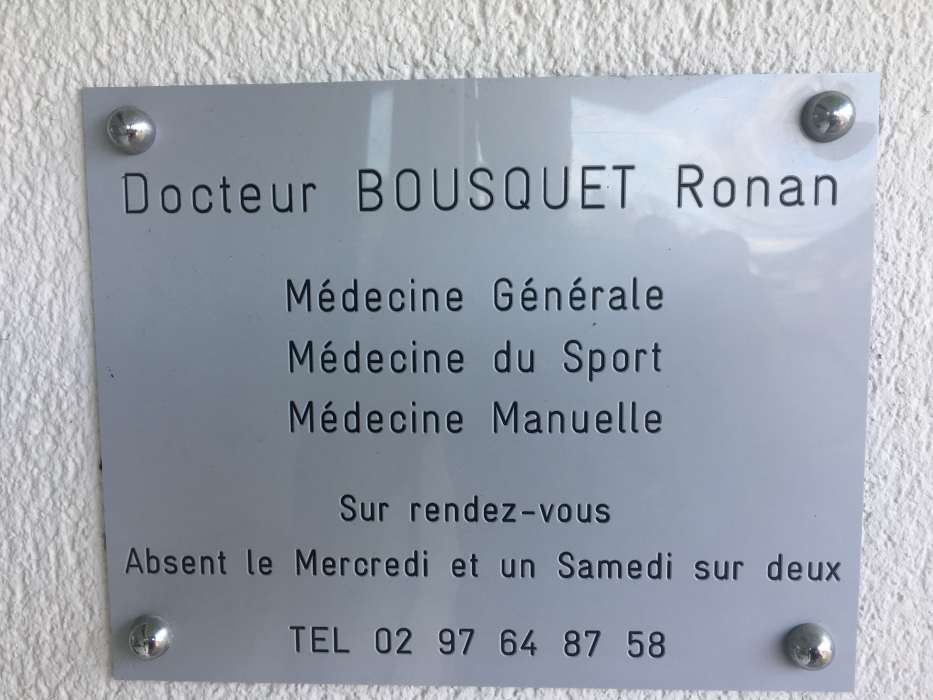 Docteur BOUSQUET Ronan
Médecine Générale
Médecine du Sport
Médecine Manuelle
Sur rendez-vous
Absent le Mercredi et un Samedi sur deux
TEL 02 97 64 87 58